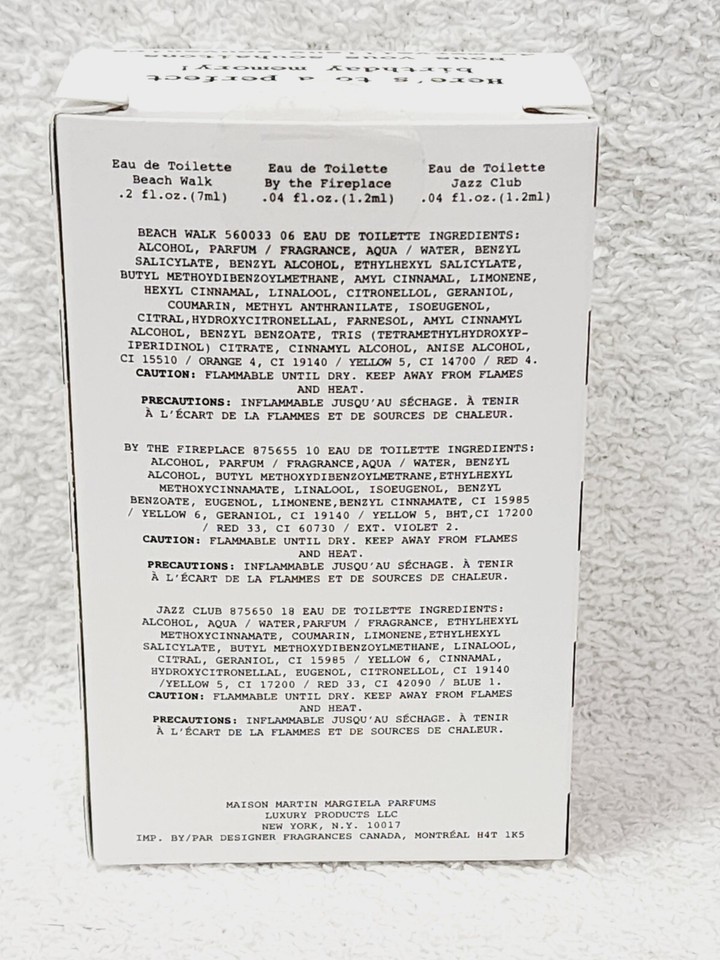 Here's to a perfect
birthday memory!
Nous vous souhaitons
Eau de Toilette
Beach Walk
.2 fl.oz.(7ml)
Eau de Toilette
By the Fireplace
.04 fl.oz.(1.2ml)
Eau de Toilette
Jazz Club
.04 fl.oz.(1.2ml)
BEACH WALK 560033 06 EAU DE TOILETTE INGREDIENTS:
ALCOHOL, PARFUM / FRAGRANCE, AQUA / WATER, BENZYL
SALICYLATE, BENZYL ALCOHOL, ETHYLHEXYL SALICYLATE,
BUTYL METHOYDIBENZOYLMETHANE, AMYL CINNAMAL, LIMONENE,
HEXYL CINNAMAL, LINALOOL, CITRONELLOL, GERANIOL,
COUMARIN, METHYL ANTHRANILATE, ISOEUGENOL,
CITRAL,HYDROXYCITRONELLAL, FARNESOL, AMYL CINNAMYL
ALCOHOL, BENZYL BENZOATE, TRIS (TETRAMETHYLHYDROXYP-
IPERIDINOL) CITRATE, CINNAMYL ALCOHOL, ANISE ALCOHOL,
CI 15510 / ORANGE 4, CI 19140 / YELLOW 5, CI 14700 / RED 4.
CAUTION: FLAMMABLE UNTIL DRY. KEEP AWAY FROM FLAMES
AND HEAT.
PRECAUTIONS: INFLAMMABLE JUSQU'AU SÉCHAGE. À TENIR
À L'ÉCART DE LA FLAMMES ET DE SOURCES DE CHALEUR.
BY THE FIREPLACE 875655 10 EAU DE TOILETTE INGREDIENTS:
ALCOHOL, PARFUM / FRAGRANCE,AQUA / WATER, BENZYL
ALCOHOL, BUTYL METHOXYDIBENZOYLMETRANE,ETHYLHEXYL
METHOXYCINNAMATE, LINALOOL, ISOEUGENOL, BENZYL
BENZOATE, EUGENOL, LIMONENE,BENZYL CINNAMATE, CI 15985
/ YELLOW 6, GERANIOL, CI 19140 / YELLOW 5, BHT,CI 17200
/ RED 33, CI 60730 / EXT. VIOLET 2.
CAUTION: FLAMMABLE UNTIL DRY. KEEP AWAY FROM FLAMES
AND HEAT.
PRECAUTIONS: INFLAMMABLE JUSQU'AU SÉCHAGE. À TENIR
À L'ÉCART DE LA FLAMMES ET DE SOURCES DE CHALEUR.
JAZZ CLUB 875650 18 EAU DE TOILETTE INGREDIENTS:
ALCOHOL, AQUA / WATER,PARFUM / FRAGRANCE, ETHYLHEXYL
METHOXYCINNAMATE, COUMARIN, LIMONENE,ETHYLHEXYL
SALICYLATE, BUTYL METHOXYDIBENZOYLMETHANE, LINALOOL,
CITRAL, GERANIOL, CI 15985 / YELLOW 6, CINNAMAL,
HYDROXYCITRONELLAL, EUGENOL, CITRONELLOL, CI 19140
/YELLOW 5, CI 17200 / RED 33, CI 42090 / BLUE 1.
CAUTION: FLAMMABLE UNTIL DRY. KEEP AWAY FROM FLAMES
AND HEAT.
PRECAUTIONS: INFLAMMABLE JUSQU'AU SÉCHAGE. À TENIR
À L'ÉCART DE LA FLAMMES ET DE SOURCES DE CHALEUR.
MAISON MARTIN MARGIELA PARFUMS
LUXURY PRODUCTS LLC
NEW YORK, N.Y. 10017
IMP. BY/PAR DESIGNER FRAGRANCES CANADA, MONTRÉAL H4T 1K5